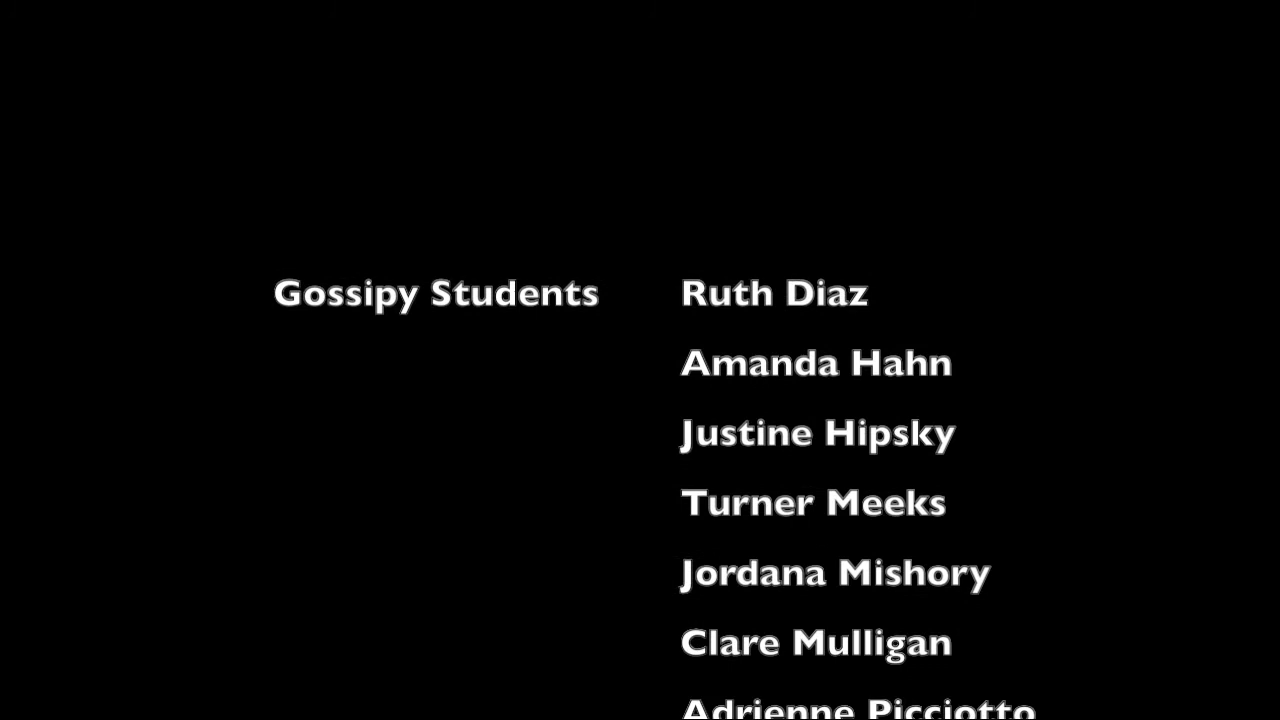 Gossipy Students Ruth Diaz
Amanda Hahn
Justine Hipsky
Turner Meeks
Jordana Mishory
Clare Mulligan
Adrienne Picciotto